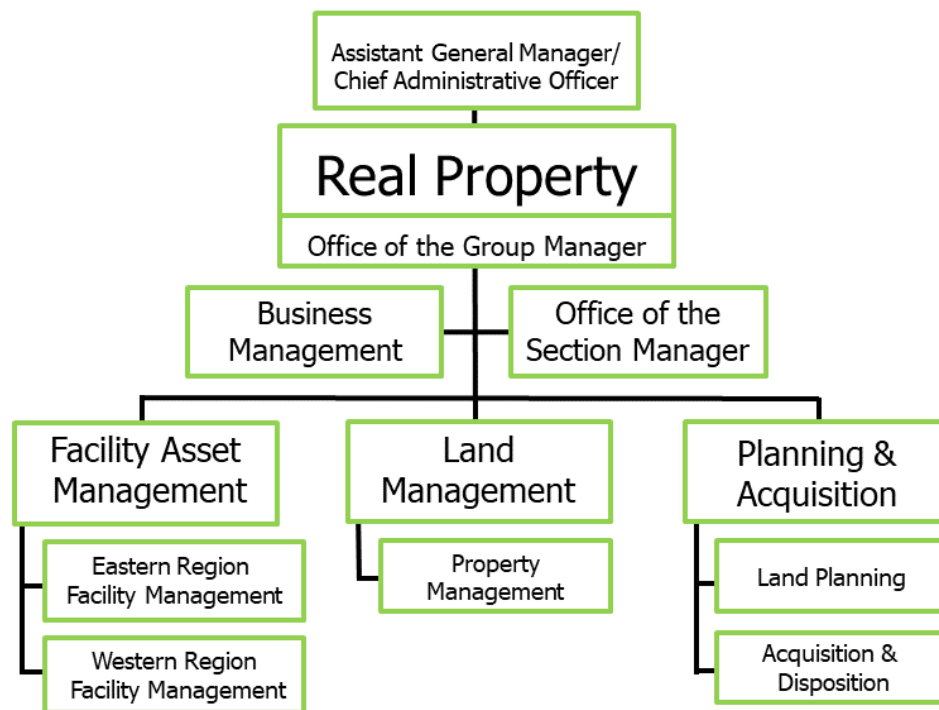 Assistant General Manager/
Chief Administrative Officer
Real Property
Office of the Group Manager
Business
Management
Office of the
Section Manager
Facility Asset
Management
Eastern Region
Facility Management
Western Region
Facility Management
Land
Management
Property
Management
Planning &
Acquisition
Land Planning
Acquisition &
Disposition